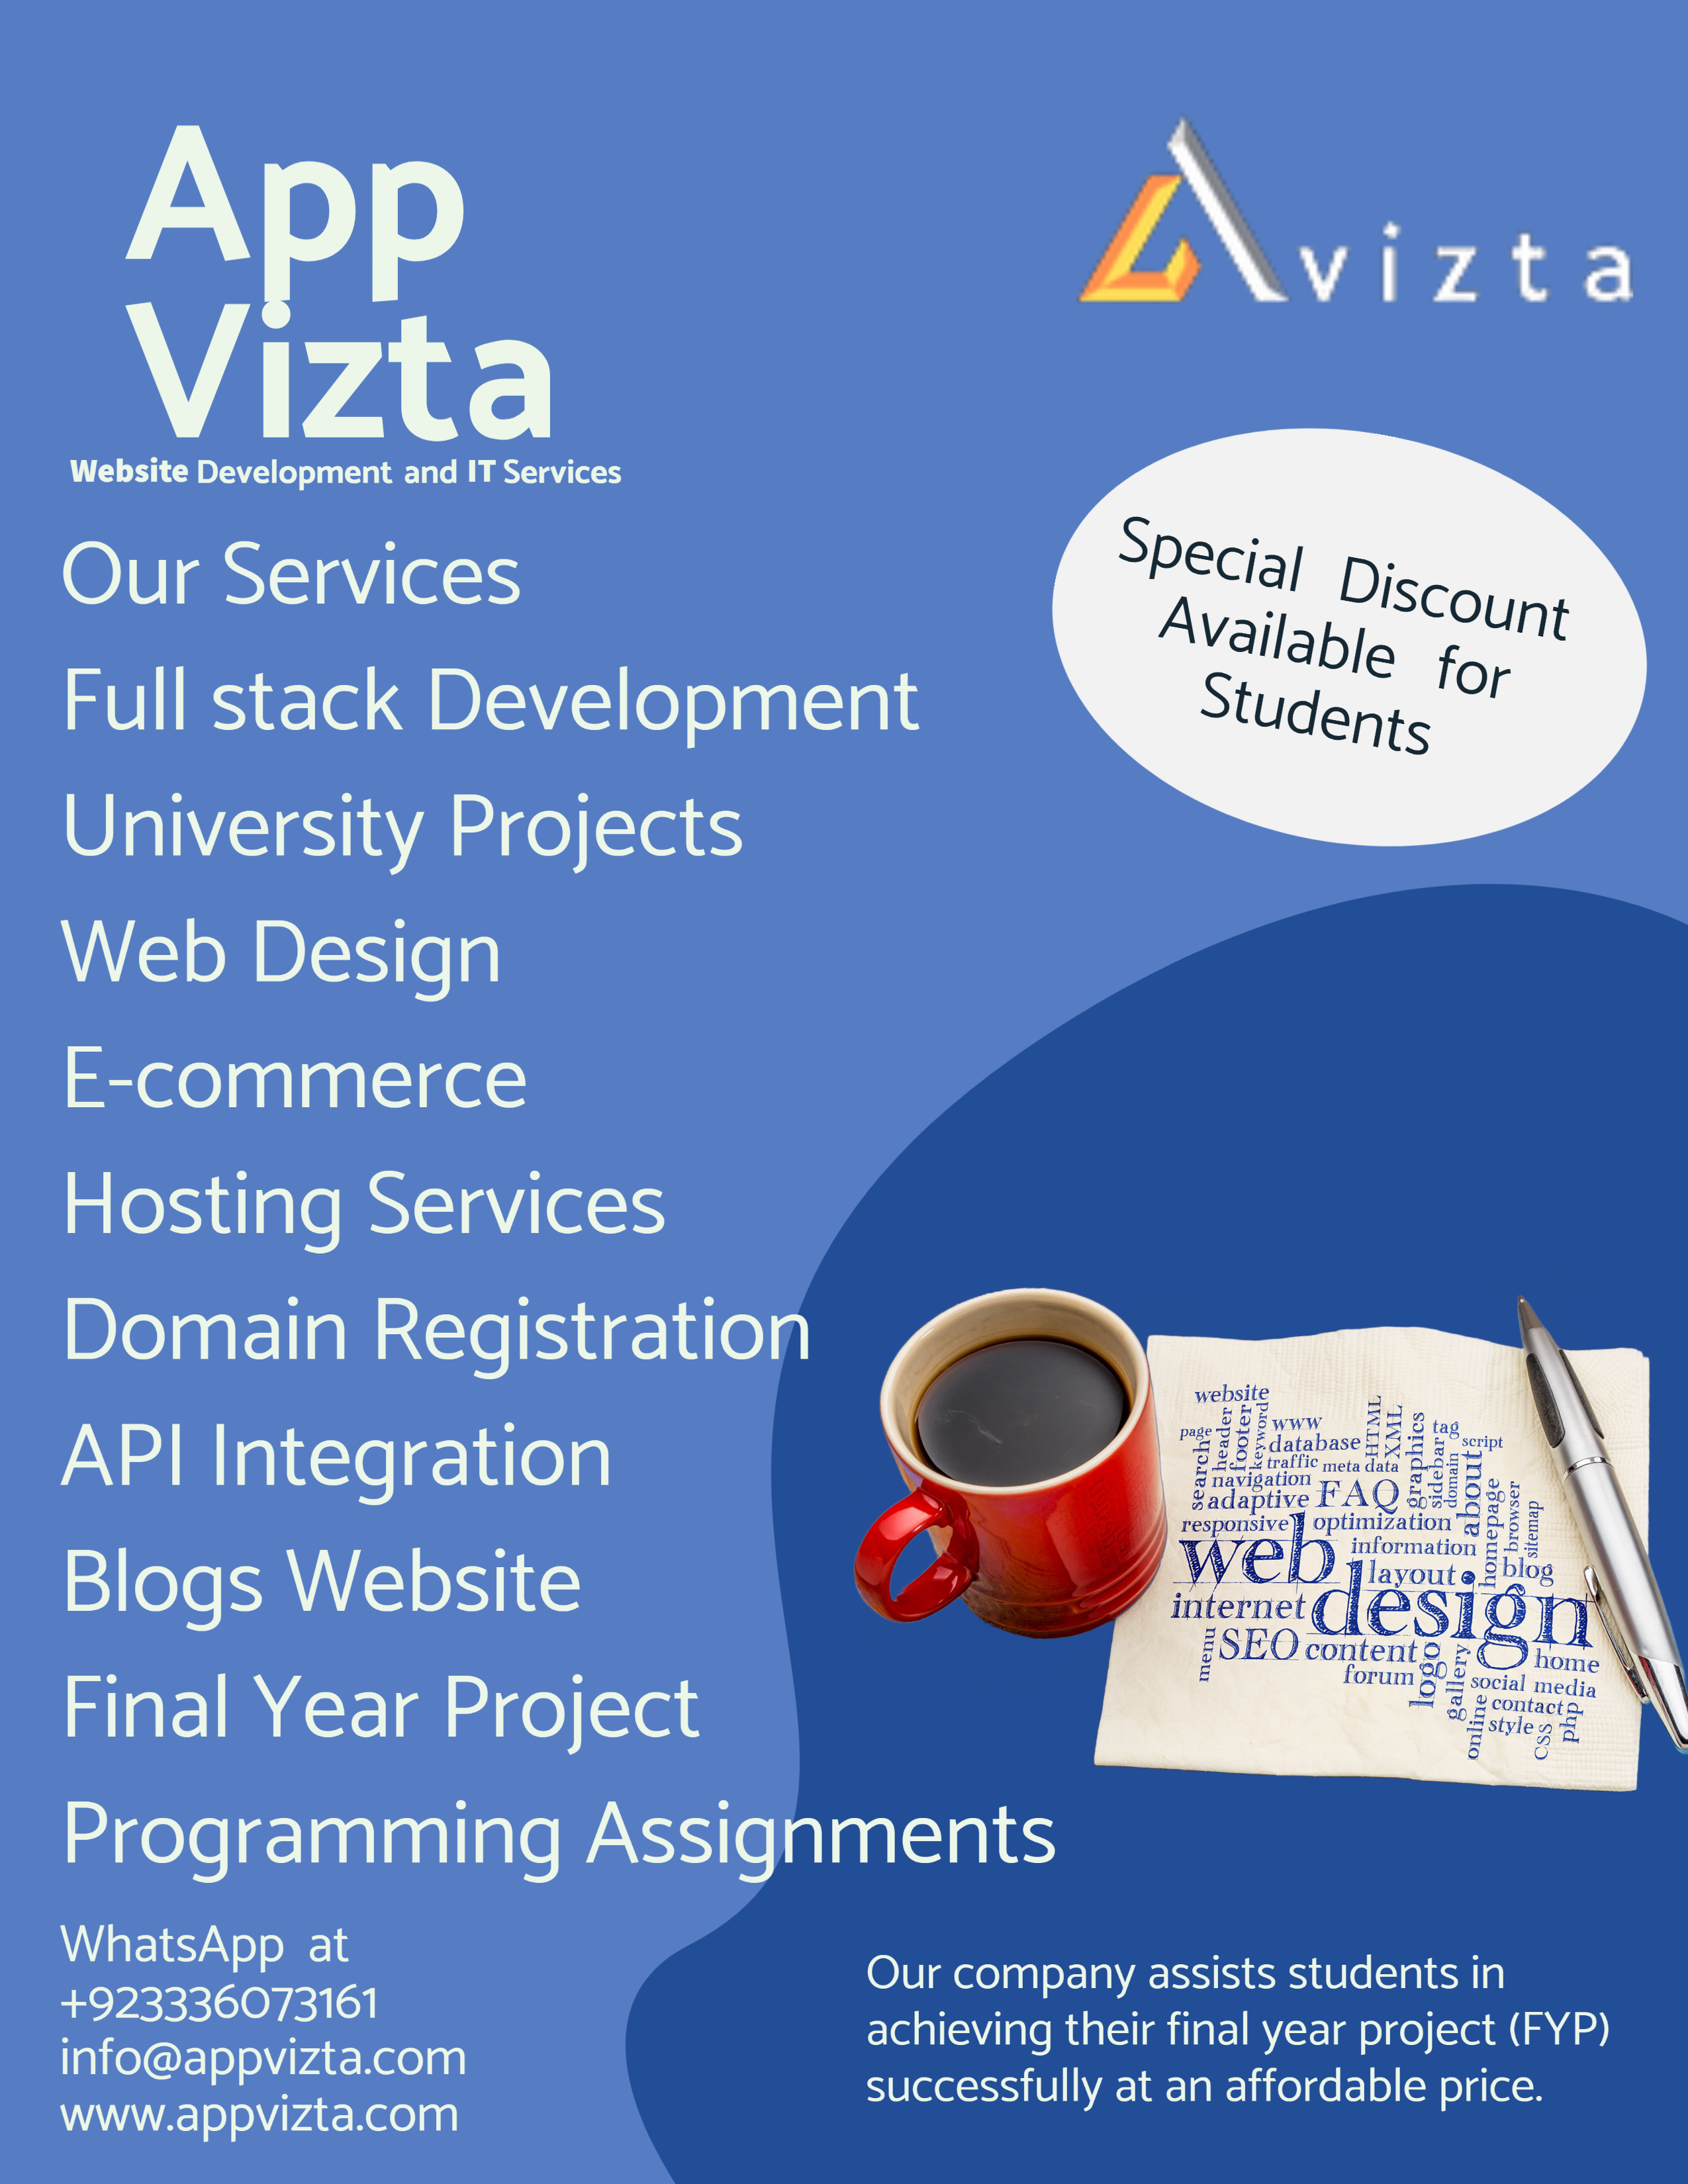 App
Vizta
Website Development and IT Services
vizta
Special Discount
Available for
Students
Our Services
Full stack Development
University Projects
Web Design
E-commerce
Hosting Services
Domain Registration
API Integration
Blogs Website
Final Year Project
Programming Assignments
website
page
header
footer
keyword
www
HTML
XML
graphics
tag
script
search
database
traffic
meta data
sidebar
domain
about
navigation
adaptive
FAQ
homepage
browser
sitemap
responsive
optimization
web
information
layout
blog
internet
design
menu
SEO
content
logo
gallery
home
forum
social media
online
contact
style
CSS
php
WhatsApp at
+923336073161
info@appvizta.com
www.appvizta.com
Our company assists students in
achieving their final year project (FYP)
successfully at an affordable price.